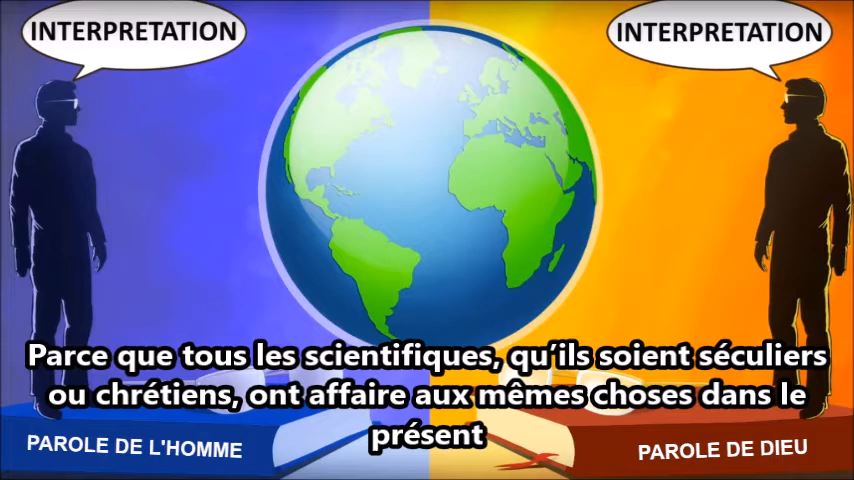 INTERPRETATION
INTERPRETATION
Parce que tous les scientifiques, qu’ils soient séculiers
ou chrétiens, ont affaire aux mêmes choses dans le
présent
PAROLE DE L'HOMME
PAROLE DE DIEU